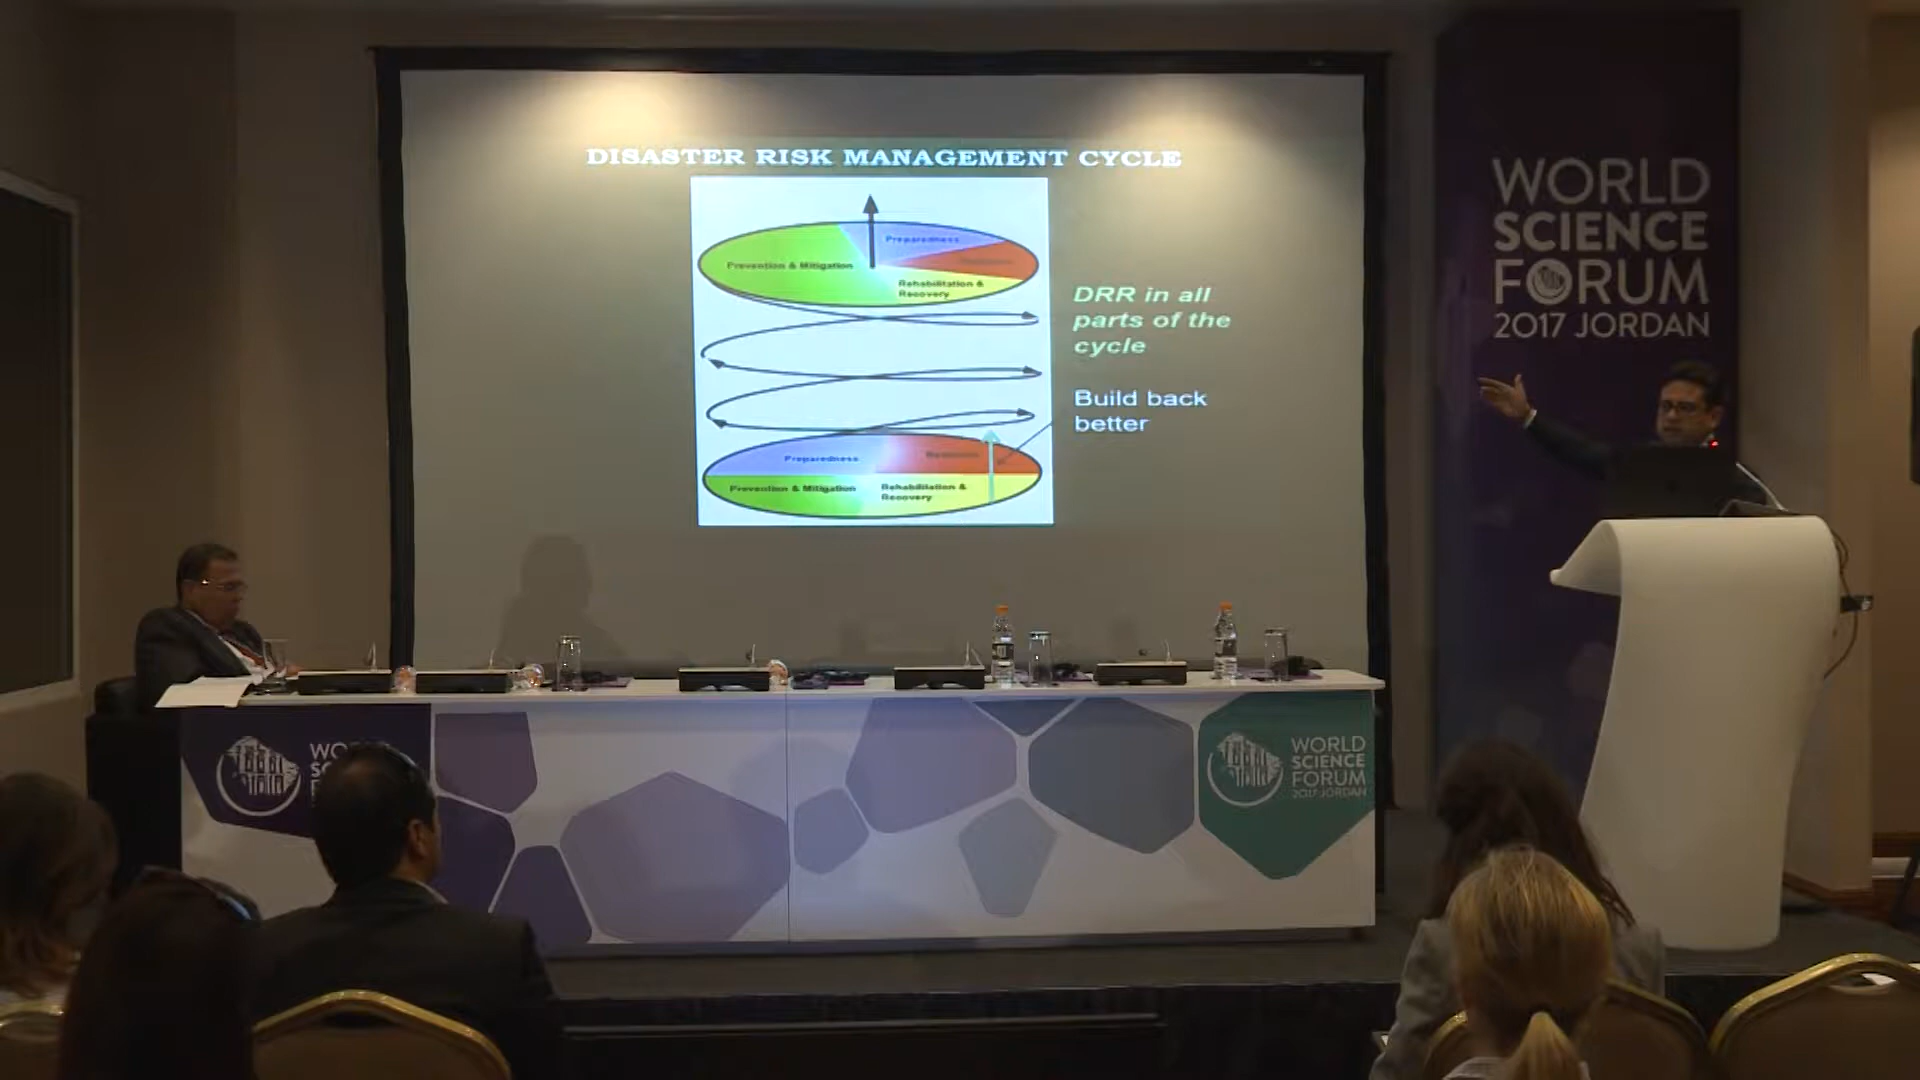 DISASTER RISK MANAGEMENT CYCLE
Preparedness
Prevention & Mitigation
Rehabilitation &
Recovery
DRR in all
parts of the
cycle
Build back
better
Preparedness
Prevention & Mitigation
Rehabilitation &
Recovery
WORLD
SCIENCE
FORUM
2017 JORDAN
WORLD
SCIENCE
FORUM
2017 JORDAN